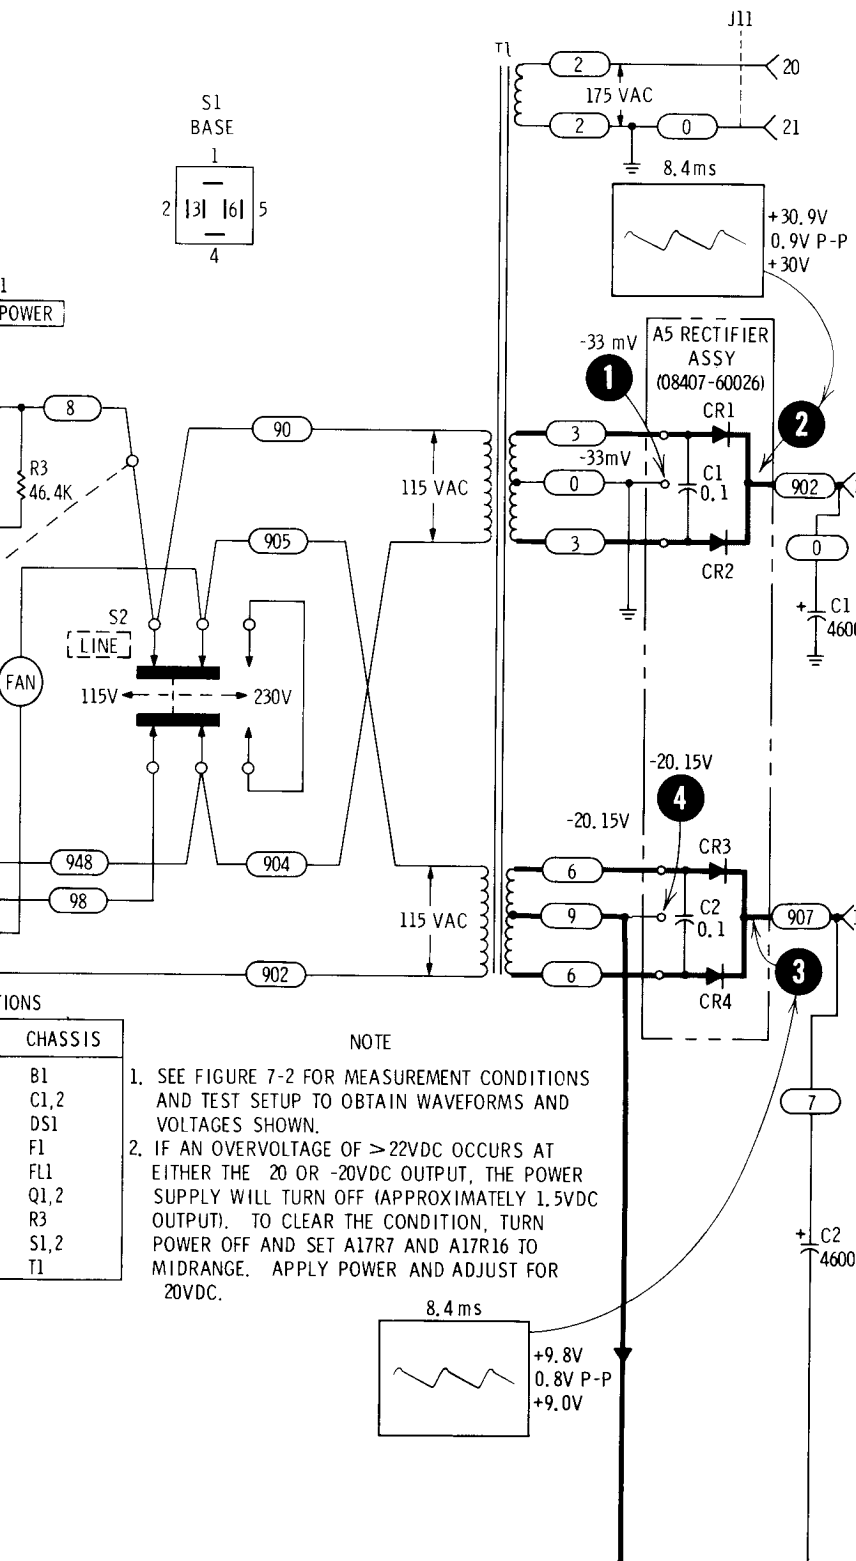 J11
T1
2
20
175 VAC
2
0
21
S1
BASE
1
2 3 6 5
4
8.4ms
+30.9V
0.9V P-P
+30V
1
POWER
-33 mV
1
A5 RECTIFIER
ASSY
(08407-60026)
8
90
3
CR1
2
R3
46.4K
115 VAC
-33mV
0
C1
0.1
902
905
3
CR2
0
S2
LINE
+ C1
4600
FAN
115V
230V
-20.15V
4
-20.15V
948
904
6
CR3
98
115 VAC
9
C2
0.1
907
902
6
CR4
3
TIONS
CHASSIS
B1
C1,2
DS1
F1
FL1
Q1,2
R3
S1,2
T1
NOTE
1. SEE FIGURE 7-2 FOR MEASUREMENT CONDITIONS
AND TEST SETUP TO OBTAIN WAVEFORMS AND
VOLTAGES SHOWN.
2. IF AN OVERVOLTAGE OF >22VDC OCCURS AT
EITHER THE 20 OR -20VDC OUTPUT, THE POWER
SUPPLY WILL TURN OFF (APPROXIMATELY 1.5VDC
OUTPUT). TO CLEAR THE CONDITION, TURN
POWER OFF AND SET A17R7 AND A17R16 TO
MIDRANGE. APPLY POWER AND ADJUST FOR
20VDC.
7
+ C2
4600
8.4ms
+9.8V
0.8V P-P
+9.0V